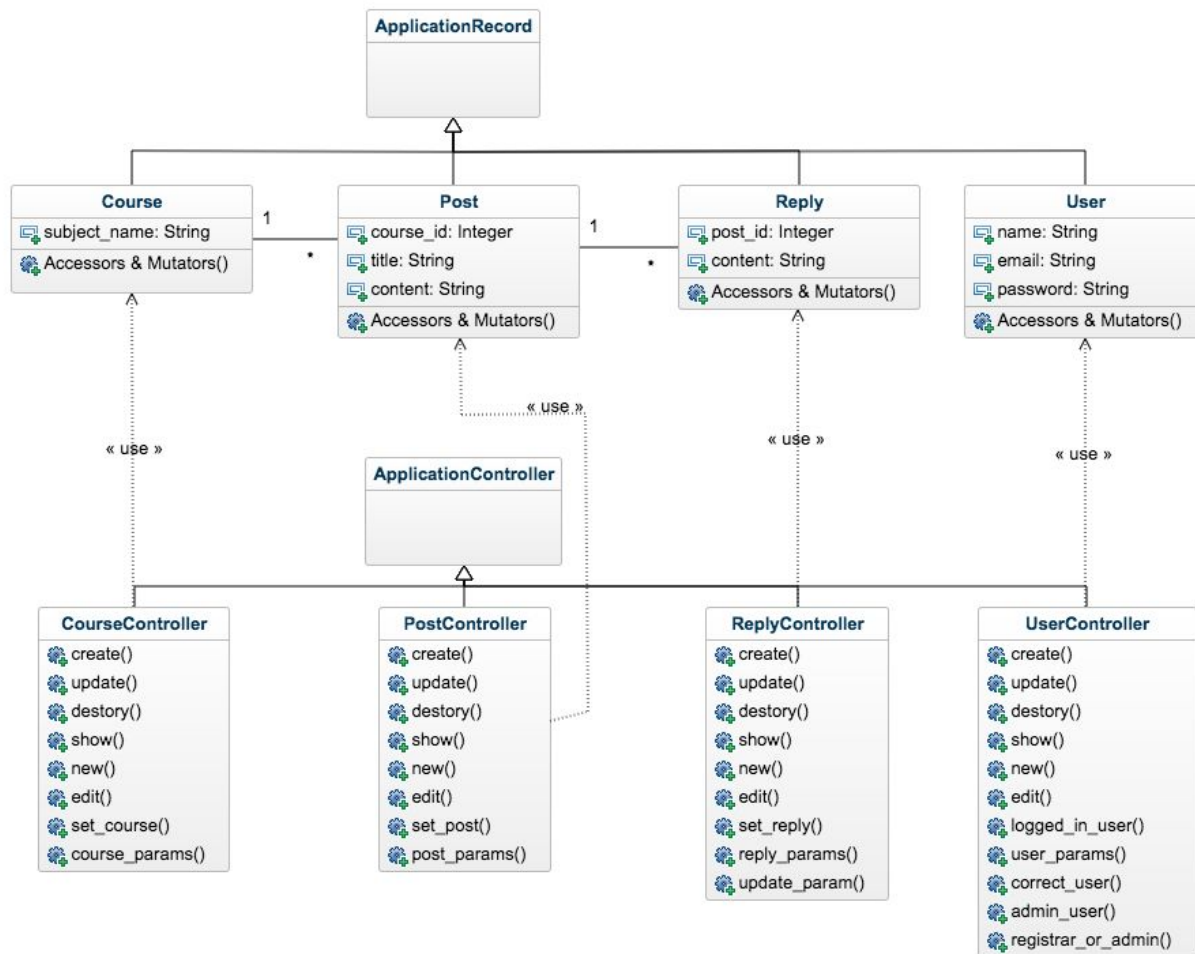 ApplicationRecord
Course
subject_name: String
Accessors & Mutators()
1
*
Post
course_id: Integer
title: String
content: String
Accessors & Mutators()
1
*
Reply
post_id: Integer
content: String
Accessors & Mutators()
User
name: String
email: String
password: String
Accessors & Mutators()
« use »
« use »
« use »
« use »
ApplicationController
CourseController
create()
update()
destory()
show()
new()
edit()
set_course()
course_params()
PostController
create()
update()
destory()
show()
new()
edit()
set_post()
post_params()
ReplyController
create()
update()
destory()
show()
new()
edit()
set_reply()
reply_params()
update_param()
UserController
create()
update()
destory()
show()
new()
edit()
logged_in_user()
user_params()
correct_user()
admin_user()
registrar_or_admin()